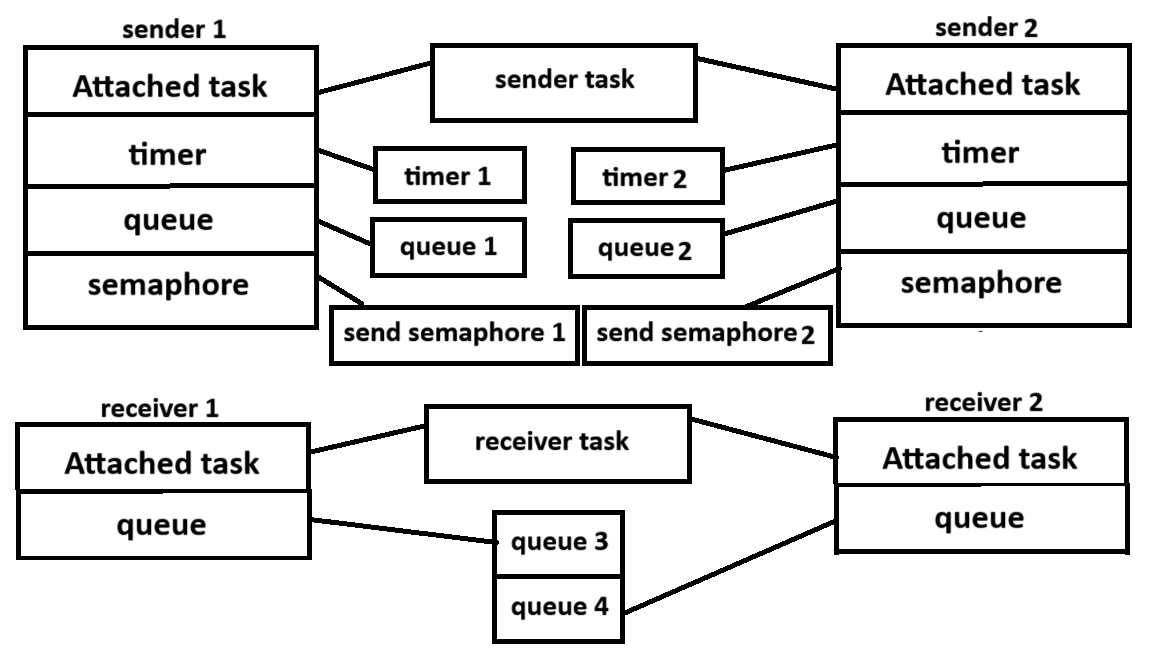 sender 1
sender 2
Attached task
sender task
Attached task
timer
timer 1
timer 2
timer
queue
queue 1
queue 2
queue
semaphore
send semaphore 1
send semaphore 2
semaphore
receiver 1
receiver 2
Attached task
receiver task
Attached task
queue
queue 3
queue
queue 4